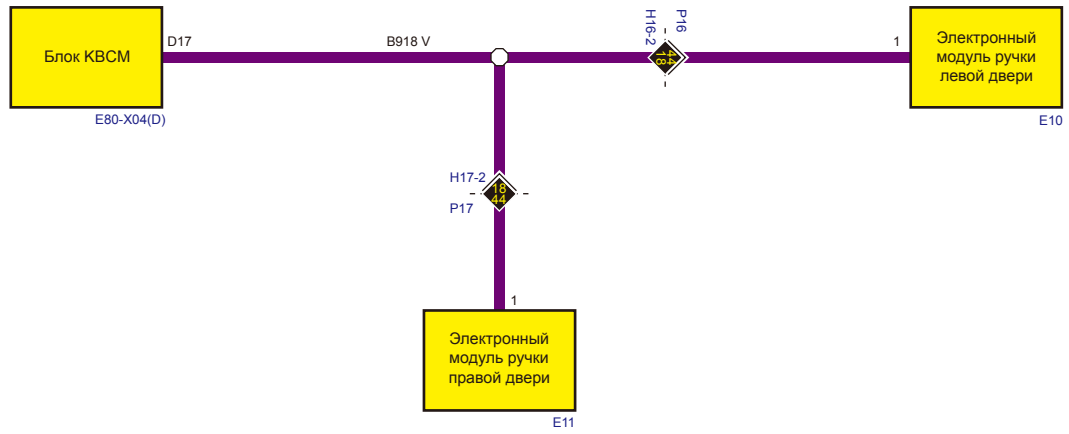 Блок КВСМ
D17
B918 V
H16-2
P16
44
18
1
Электронный
модуль ручки
левой двери
E80-X04(D)
E10
H17-2
18
44
P17
1
Электронный
модуль ручки
правой двери
E11